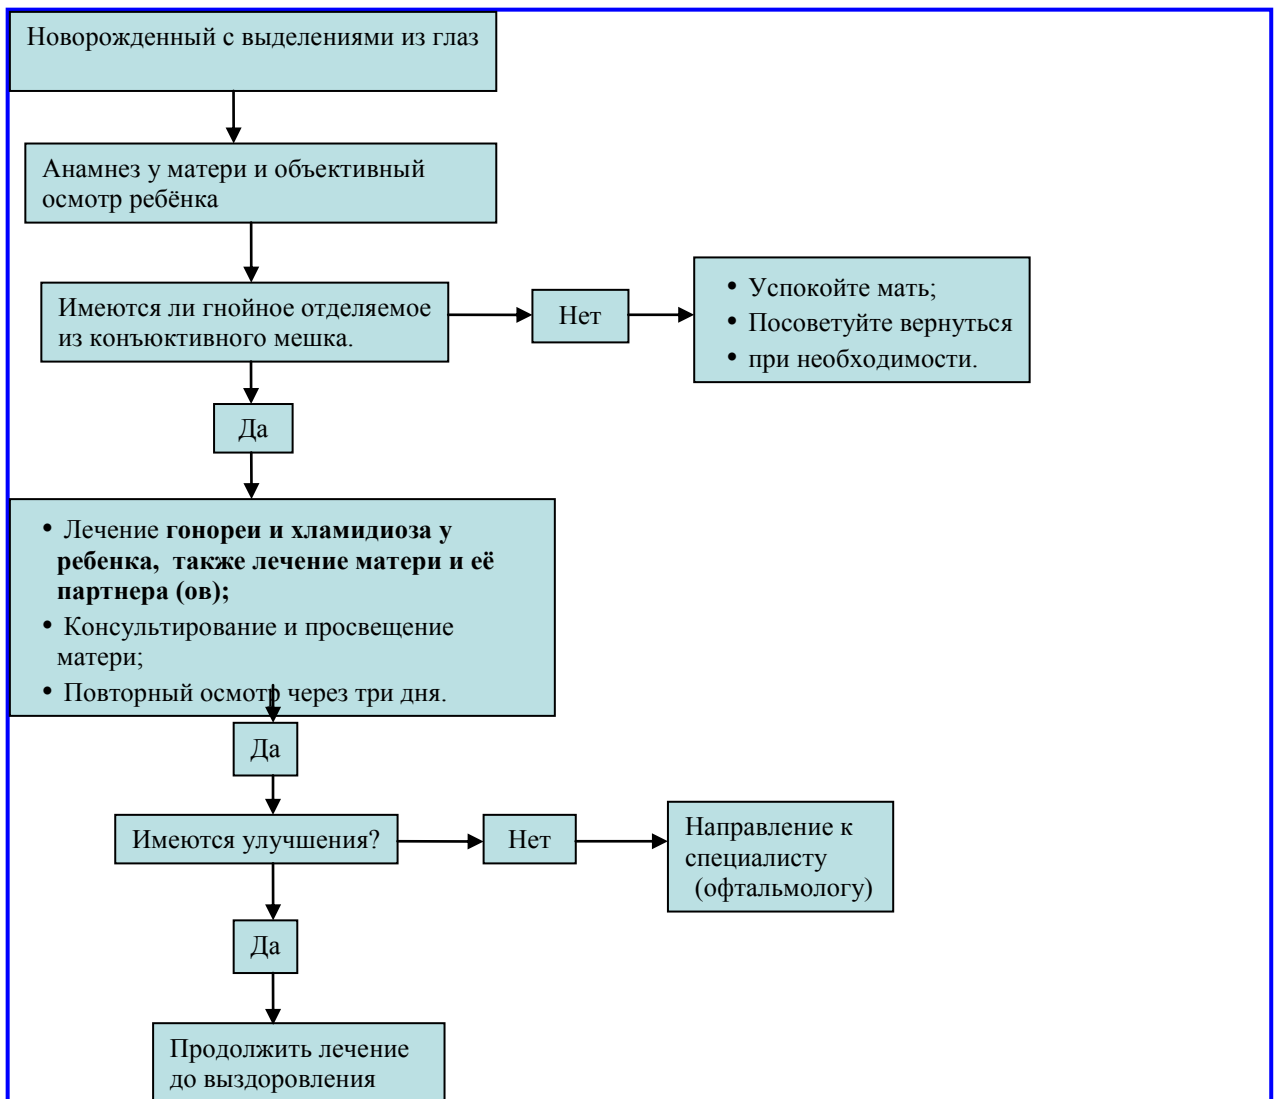 Новорожденный с выделениями из глаз
Анамнез у матери и объективный
осмотр ребёнка
Имеются ли гнойное отделяемое
из конъюктивного мешка.
Нет
• Успокойте мать;
• Посоветуйте вернуться
• при необходимости.
Да
• Лечение гонореи и хламидиоза у
ребенка, также лечение матери и её
партнера (ов);
• Консультирование и просвещение
матери;
• Повторный осмотр через три дня.
Да
Имеются улучшения?
Нет
Направление к
специалисту
(офтальмологу)
Да
Продолжить лечение
до выздоровления